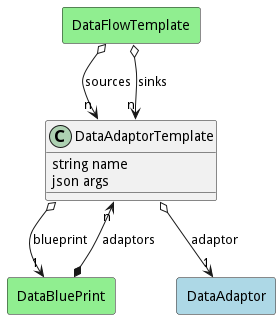 DataFlowTemplate
sources
sinks
n
n
C DataAdaptorTemplate
string name
json args
n
blueprint
adaptors
adaptor
1
1
DataBluePrint
DataAdaptor